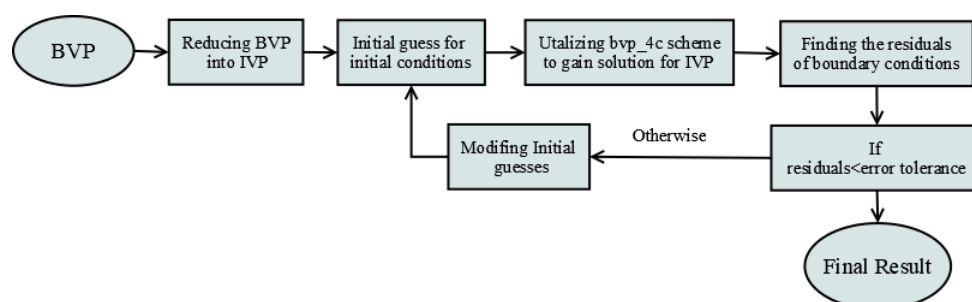 BVP
Reducing BVP
into IVP
Initial guess for
initial conditions
Utalizing bvp_4c scheme
to gain solution for IVP
Finding the residuals
of boundary conditions
If
residuals<error tolerance
Otherwise
Modifing Initial
guesses
Final Result